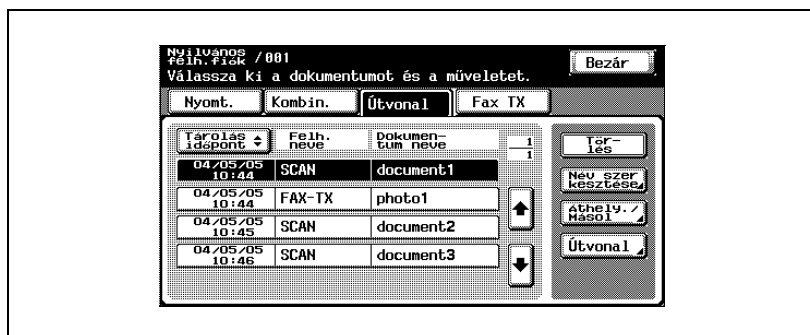 Nyilvános
félh.fiók /001
Bezár
Válassza ki a dokumentumot és a müveletet.
Nyomt. Kombin. Útvonal Fax TX
Tárolás
időpont
Felh.
neve
Dokumen-
tum neve
1
1
Tör-
lés
04/05/05
10:44
SCAN document1
Név szer
kesztése
04/05/05
10:44
FAX-TX photo1
Áthely./
Másol
04/05/05
10:45
SCAN document2
Útvonal
04/05/05
10:46
SCAN document3